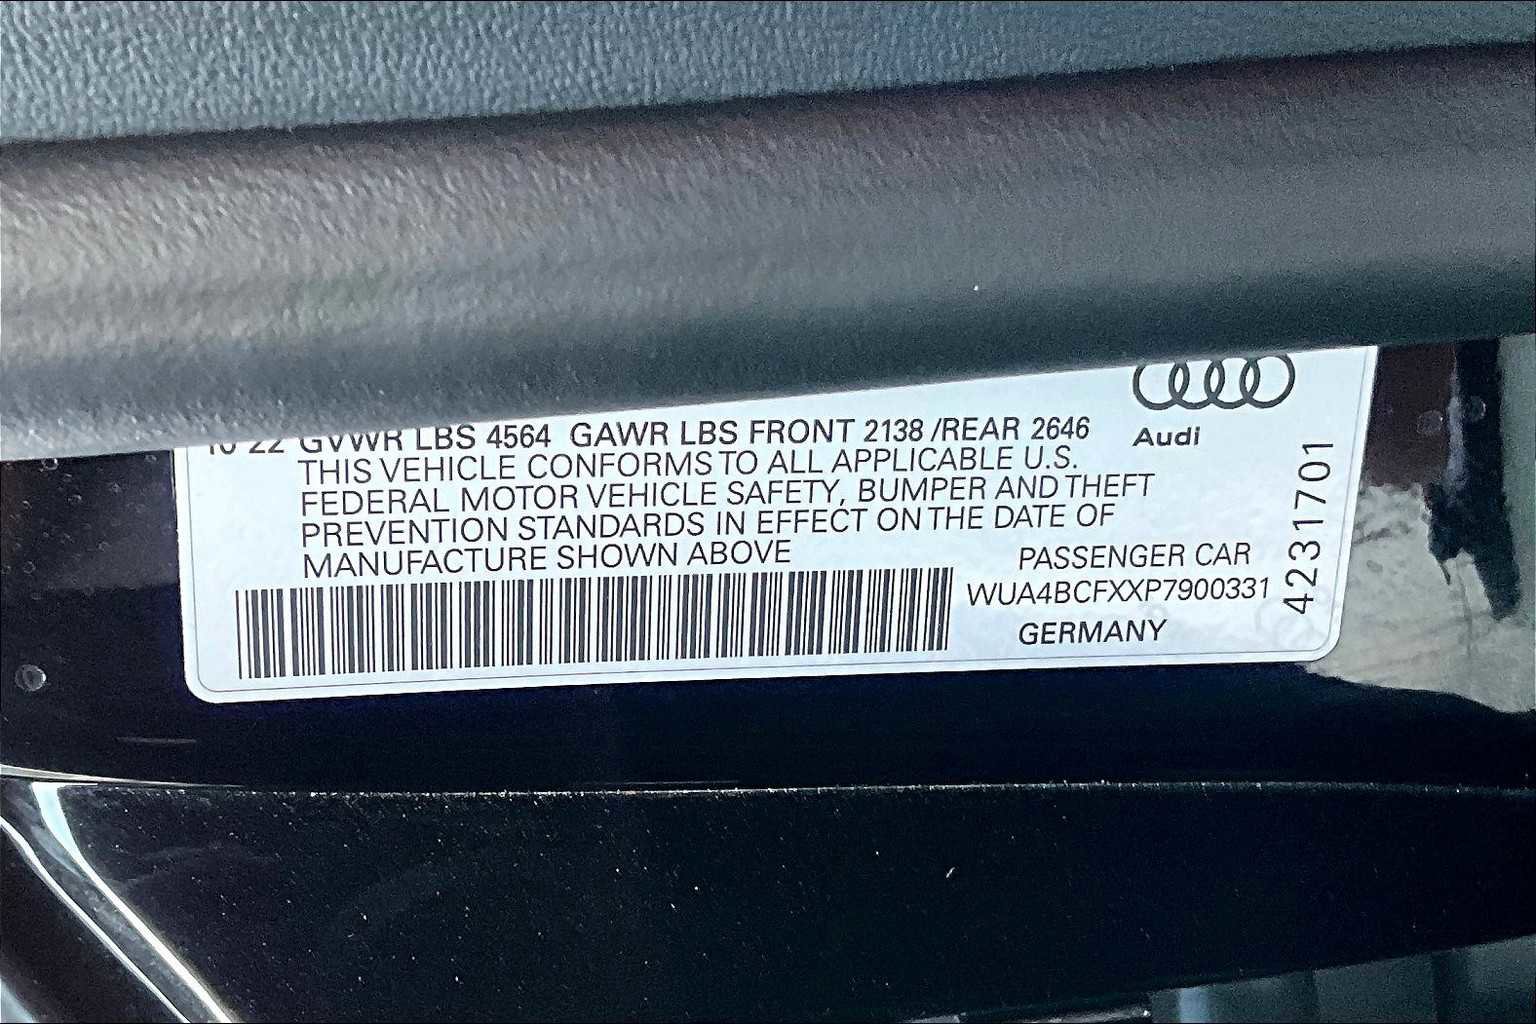 10 22 GVWR LBS 4564 GAWR LBS FRONT 2138 /REAR 2646
Audi
THIS VEHICLE CONFORMS TO ALL APPLICABLE U.S.
FEDERAL MOTOR VEHICLE SAFETY, BUMPER AND THEFT
PREVENTION STANDARDS IN EFFECT ON THE DATE OF
MANUFACTURE SHOWN ABOVE
PASSENGER CAR
WUA4BCFXXP7900331
GERMANY
4231701